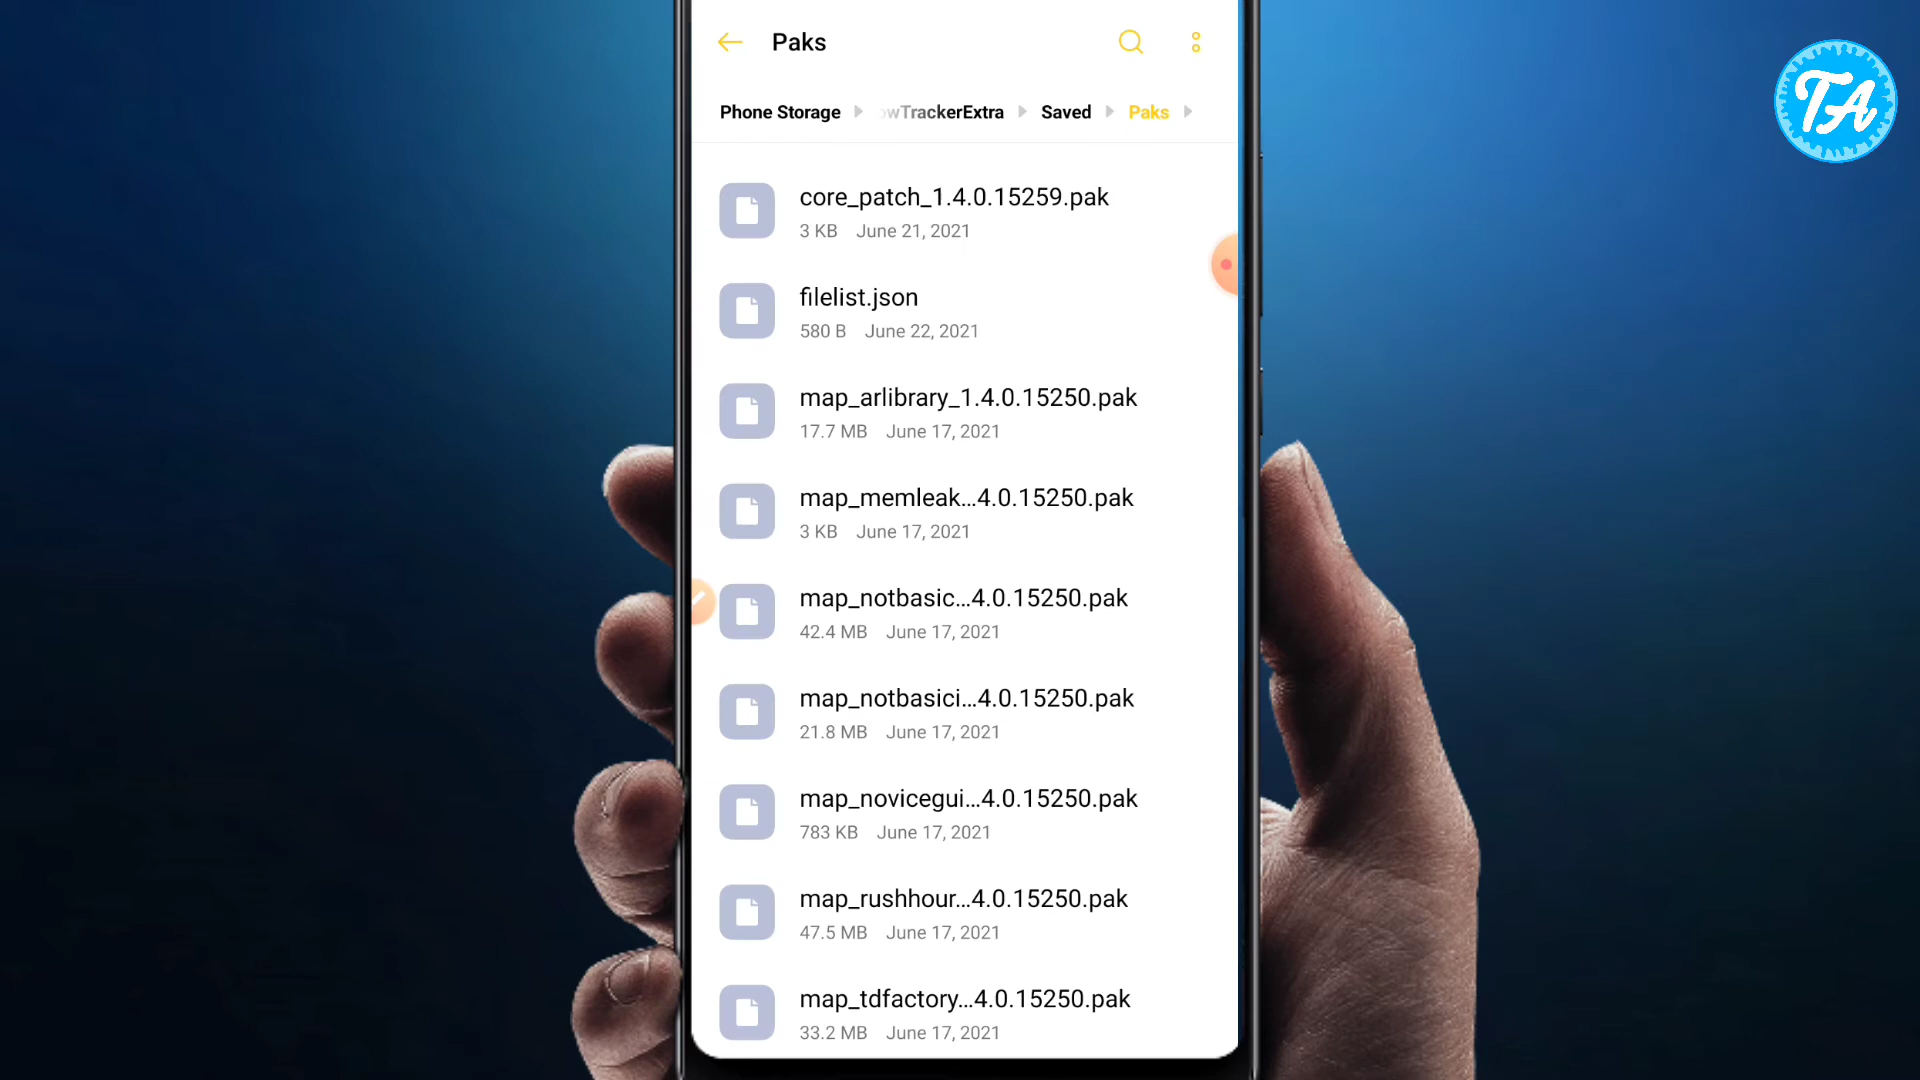 Paks
Phone Storage owTrackerExtra Saved Paks
core_patch_1.4.0.15259.pak
3 KB June 21, 2021
filelist.json
580 B June 22, 2021
map_arlibrary_1.4.0.15250.pak
17.7 MB June 17, 2021
map_memleak...4.0.15250.pak
3 KB June 17, 2021
map_notbasic...4.0.15250.pak
42.4 MB June 17, 2021
map_notbasici...4.0.15250.pak
21.8 MB June 17, 2021
map_novicegui...4.0.15250.pak
783 KB June 17, 2021
map_rushhour...4.0.15250.pak
47.5 MB June 17, 2021
map_tdfactory...4.0.15250.pak
33.2 MB June 17, 2021
TA